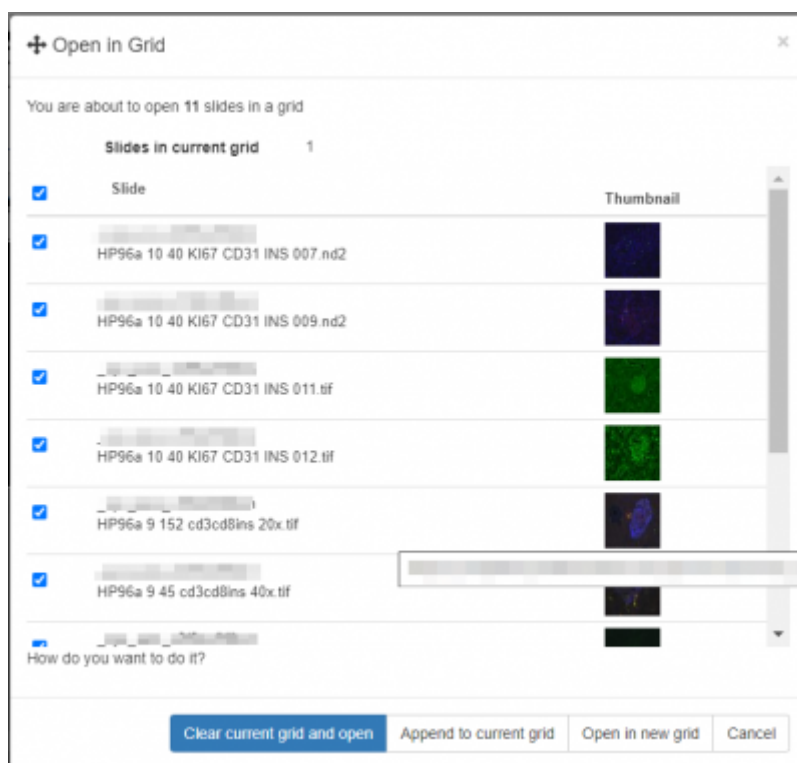 Open in Grid
You are about to open 11 slides in a grid
Slides in current grid 1
Slide Thumbnail
HP96a 10 40 KI67 CD31 INS 007.nd2
HP96a 10 40 KI67 CD31 INS 009.nd2
HP96a 10 40 KI67 CD31 INS 011.tif
HP96a 10 40 KI67 CD31 INS 012.tif
HP96a 9 152 cd3cd8ins 20x.tif
HP96a 9 45 cd3cd8ins 40x.tif
How do you want to do it?
Clear current grid and open Append to current grid Open in new grid Cancel